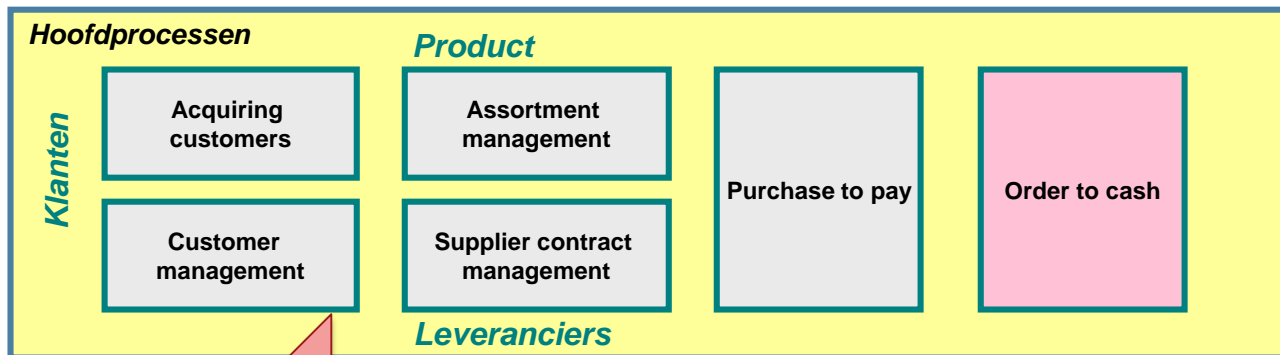 Hoofdprocessen
Product
Klanten
Acquiring
customers
Assortment
management
Purchase to pay
Order to cash
Customer
management
Supplier contract
management
Leveranciers